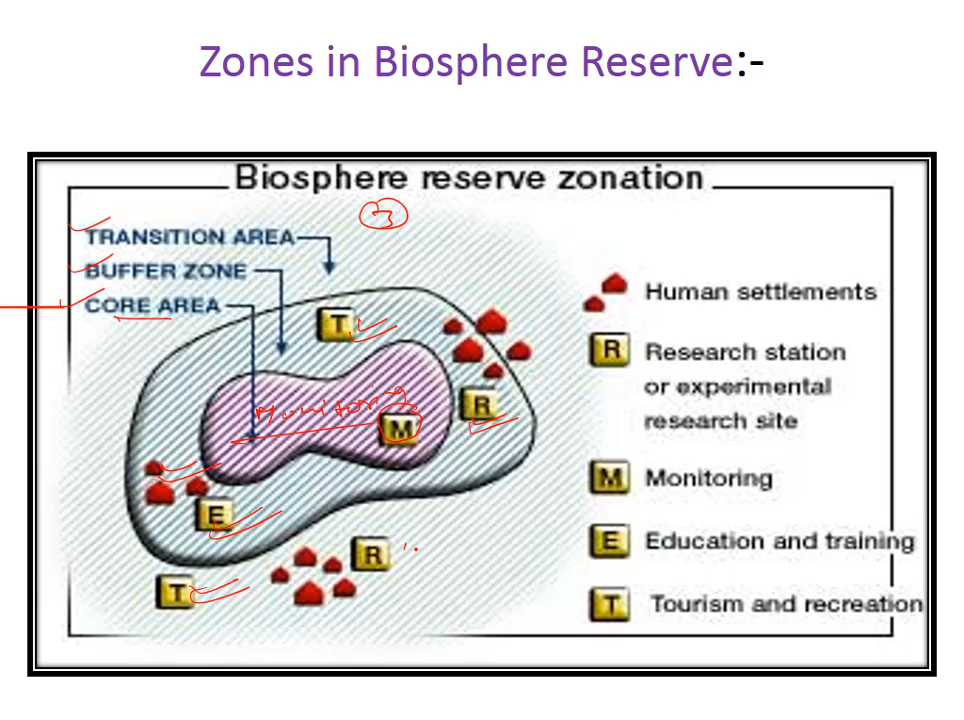 Zones in Biosphere Reserve:-
Biosphere reserve zonation
3
TRANSITION AREA
BUFFER ZONE
CORE AREA
T
Monitoring
M
R
E
R
T
Human settlements
R Research station
or experimental
research site
M Monitoring
E Education and training
T Tourism and recreation